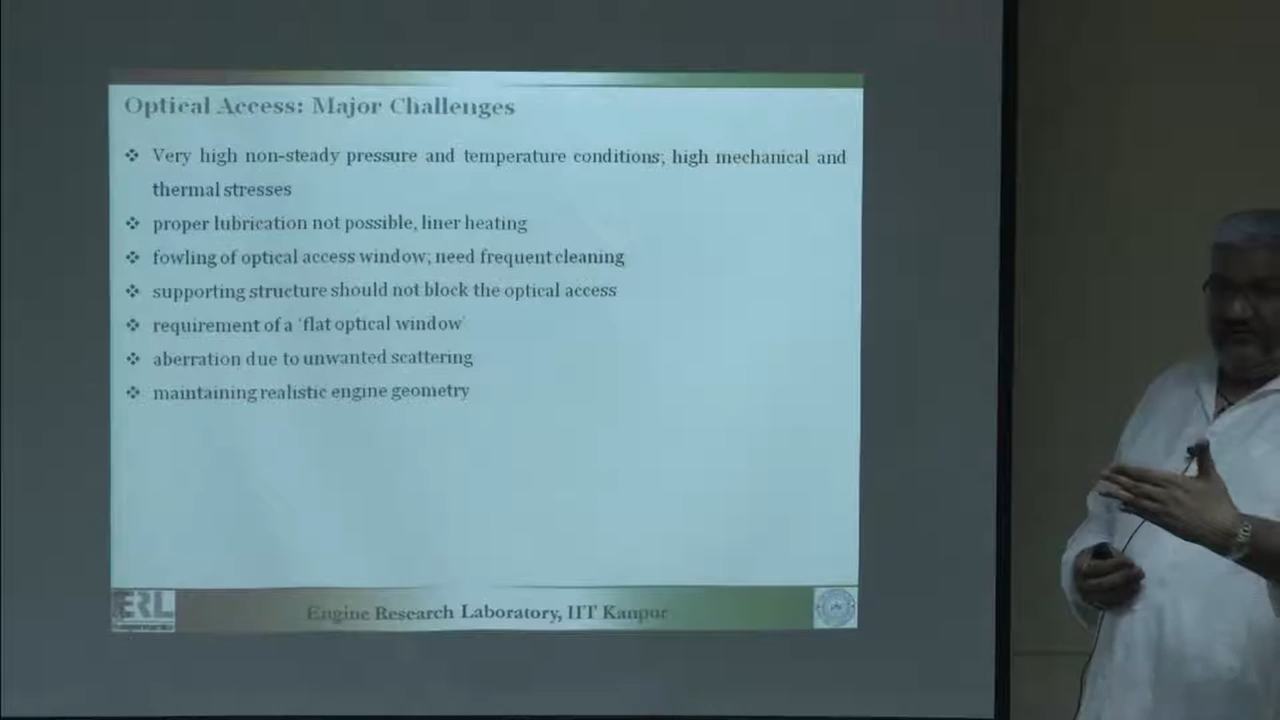 Optical Access: Major Challenges
❖ Very high non-steady pressure and temperature conditions; high mechanical and
thermal stresses
❖ proper lubrication not possible, liner heating
❖ fowling of optical access window; need frequent cleaning
❖ supporting structure should not block the optical access
❖ requirement of a 'flat optical window'
❖ aberration due to unwanted scattering
❖ maintaining realistic engine geometry
ERL
Engine Research Laboratory, IIT Kanpur